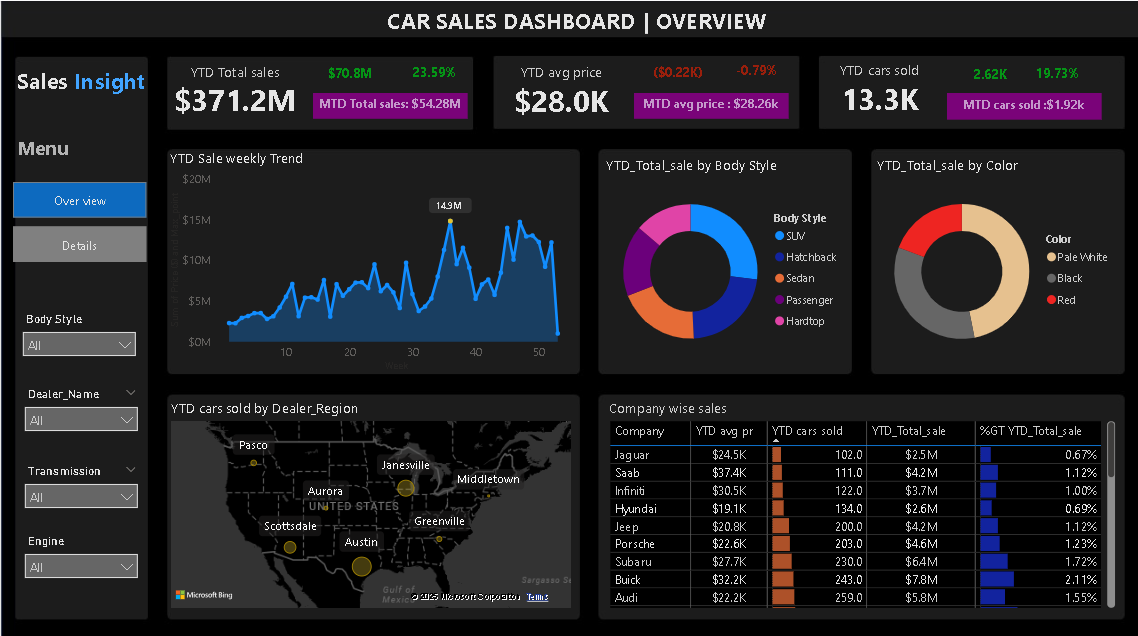 CAR SALES DASHBOARD | OVERVIEW
Sales Insight
Menu
Over view
Details
Body Style
All
Dealer_Name
All
Transmission
All
Engine
All
YTD Total sales
$70.8M 23.59%
$371.2M
MTD Total sales: $54.28M
YTD avg price
($0.22K) -0.79%
$28.0K
MTD avg price : $28.26k
YTD cars sold
2.62K 19.73%
13.3K
MTD cars sold :$1.92k
YTD Sale weekly Trend
$20M
$15M
$10M
$5M
$0M
14.9M
10 20 30 40 50
YTD_Total_sale by Body Style
Body Style
SUV
Hatchback
Sedan
Passenger
Hardtop
YTD_Total_sale by Color
Color
Pale White
Black
Red
YTD cars sold by Dealer_Region
Pasco
Janesville
Middletown
Aurora
UNITED STATES
Scottsdale
Greenville
Austin
Sargasso Se
Gulf of
Mexico
Microsoft Bing
© 2025 Microsoft Corporation Terms
Company wise sales
Company YTD avg pr YTD cars sold YTD_Total_sale %GT YTD_Total_sale
Jaguar $24.5K 102.0 $2.5M 0.67%
Saab $37.4K 111.0 $4.2M 1.12%
Infiniti $30.5K 122.0 $3.7M 1.00%
Hyundai $19.1K 134.0 $2.6M 0.69%
Jeep $20.8K 200.0 $4.2M 1.12%
Porsche $22.6K 203.0 $4.6M 1.23%
Subaru $27.7K 230.0 $6.4M 1.72%
Buick $32.2K 243.0 $7.8M 2.11%
Audi $22.2K 259.0 $5.8M 1.55%